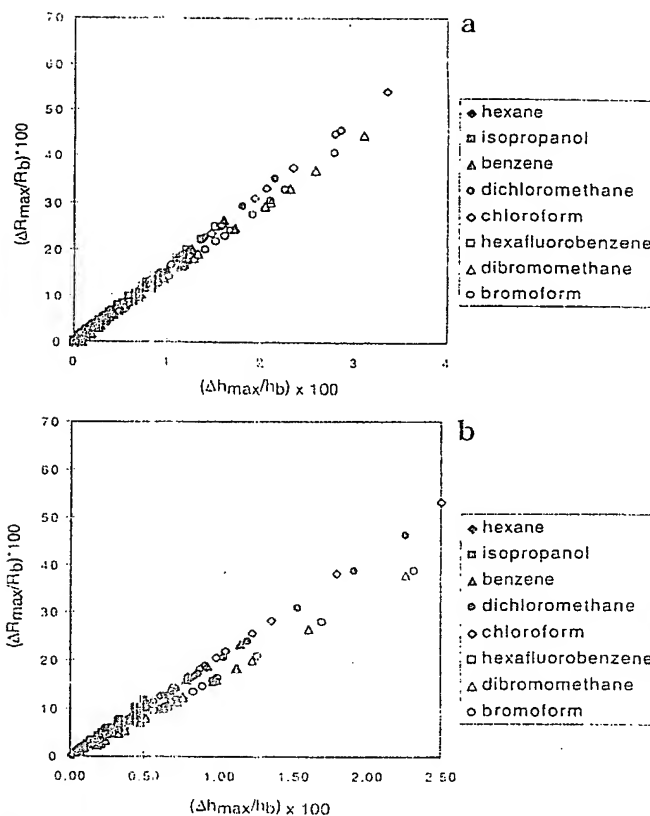 a
70
60
50
40
30
20
10
0
0 1 2 3 4
(ΔRmax/Rb)*100
(Δhmax/hb) x 100
hexane
isopropanol
benzene
dichloromethane
chloroform
hexafluorobenzene
dibromomethane
bromoform
b
70
60
50
40
30
20
10
0
0.00 0.50 1.00 1.50 2.00 2.50
(ΔRmax/Rb)*100
(Δhmax/hb) x 100
hexane
isopropanol
benzene
dichloromethane
chloroform
hexafluorobenzene
dibromomethane
bromoform